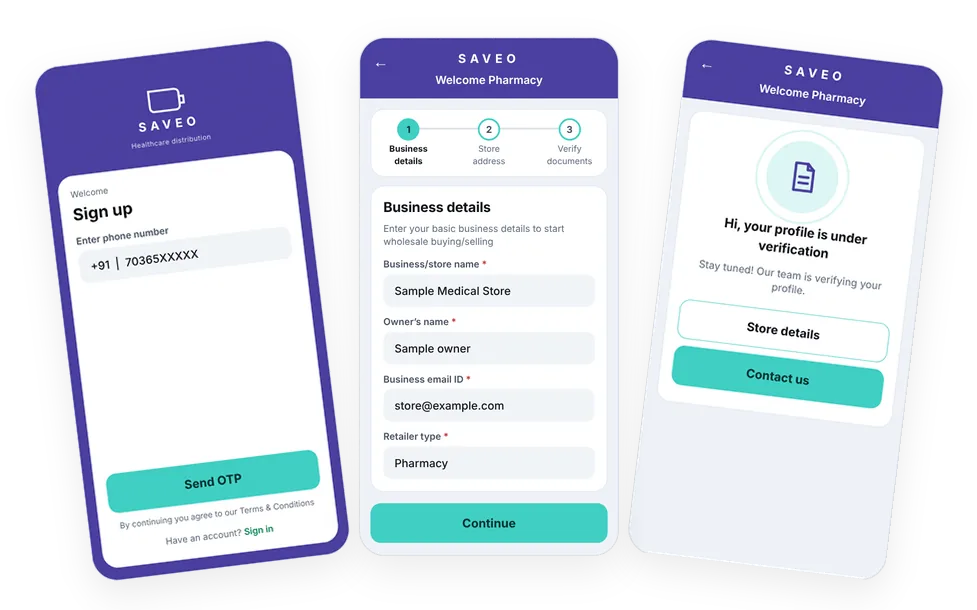 SAVEO
Healthcare distribution
Welcome
Sign up
Enter phone number
+91 | 70365XXXXX
Send OTP
By continuing you agree to our Terms & Conditions
Have an account? Sign in
←
SAVEO
Welcome Pharmacy
1
2
3
Business
details
Store
address
Verify
documents
Business details
Enter your basic business details to start
wholesale buying/selling
Business/store name *
Sample Medical Store
Owner’s name *
Sample owner
Business email ID *
store@example.com
Retailer type *
Pharmacy
Continue
←
SAVEO
Welcome Pharmacy
Hi, your profile is under
verification
Stay tuned! Our team is verifying your
profile.
Store details
Contact us